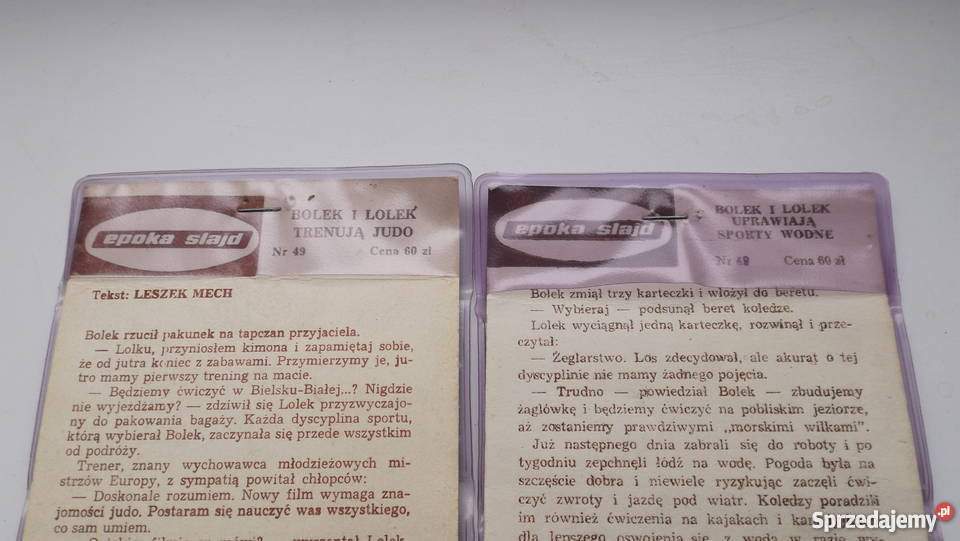 epoka slajd
BOLEK I LOLEK
TRENUJĄ JUDO
Nr 49 Cena 60 zł
Tekst: LESZEK MECH
Bolek rzucił pakunek na tapczan przyjaciela.
— Lolku, przyniosłem kimona i zapamiętaj sobie,
że od jutra koniec z zabawami. Przymierzymy je, ju-
tro mamy pierwszy trening na macie.
— Będziemy ćwiczyć w Bielsku-Białej...? Nigdzie
nie wyjeżdżamy? — zdziwił się Lolek przyzwyczajo-
ny do pakowania bagaży. Każda dyscyplina sportu,
którą wybierał Bolek, zaczynała się przede wszystkim
od podróży.
Trener, znany wychowawca młodzieżowych mi-
strzów Europy, z sympatią powitał chłopców:
— Doskonale rozumiem. Nowy film wymaga zna-
jomości judo. Postaram się nauczyć was wszystkiego,
co sam umiem.
epoka slajd
BOLEK I LOLEK
UPRAWIAJĄ
SPORTY WODNE
Nr 48 Cena 60 zł
Bolek zmiął trzy karteczki i włożył do beretu.
— Wybieraj — podsunął beret koledze.
Lolek wyciągnął jedną karteczkę, rozwinął i prze-
czytał:
— Żeglarstwo. Los zdecydował, ale akurat o tej
dyscyplinie nie mamy żadnego pojęcia.
— Trudno — powiedział Bolek — zbudujemy
żaglówkę i będziemy ćwiczyć na pobliskim jeziorze,
aż zostaniemy prawdziwymi „morskimi wilkami".
Już następnego dnia zabrali się do roboty i po
tygodniu zepchnęli łódź na wodę. Pogoda była na
szczęście dobra i niewiele ryzykując zaczęli ćwi-
czyć zwroty i jazdę pod wiatr. Koledzy poradzili
im również ćwiczenia na kajakach i
dla lepszego oswojenia się z wodą w razie
Sprzedajemy.pl